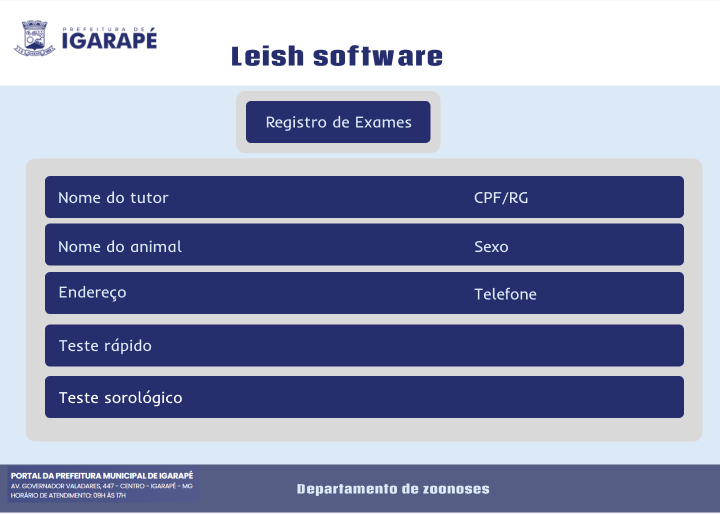 PREFEITURA DE
IGARAPÉ
Leish software
Registro de Exames
Nome do tutor CPF/RG
Nome do animal Sexo
Endereço Telefone
Teste rápido
Teste sorológico
PORTAL DA PREFEITURA MUNICIPAL DE IGARAPÉ
AV. GOVERNADOR VALADARES, 447 - CENTRO - IGARAPÉ - MG
HORÁRIO DE ATENDIMENTO: 09H ÀS 17H
Departamento de zoonoses